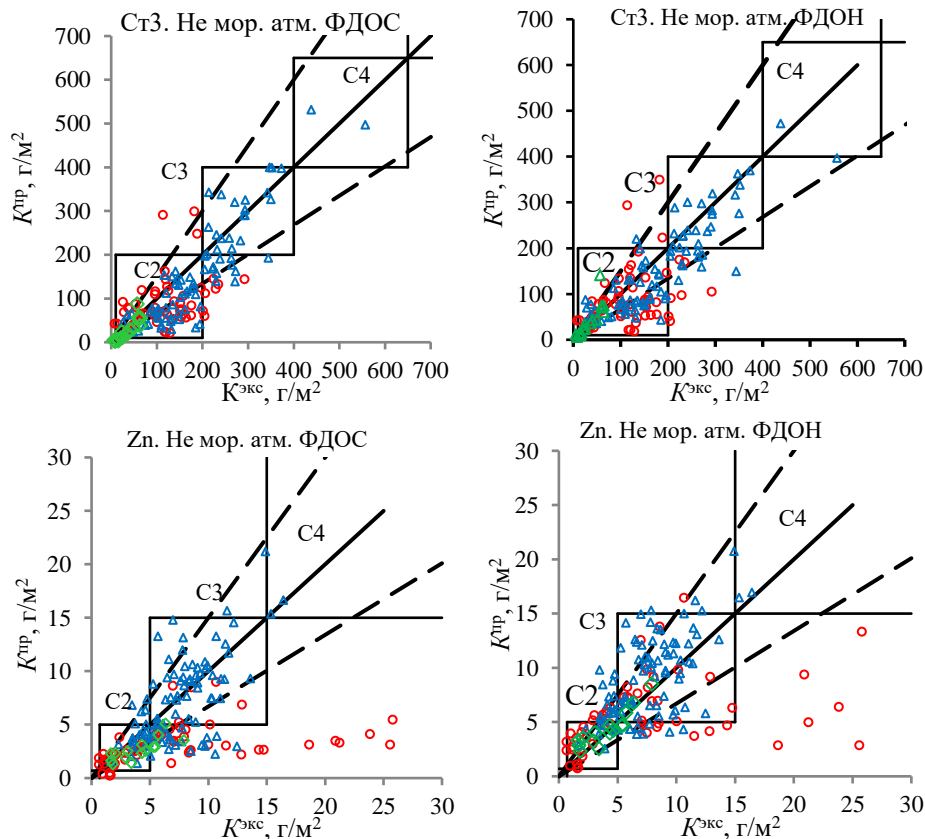 Ст3. Не мор. атм. ФДОС
700
600
500
400
300
200
100
0
Kпр, г/м2
C4
C3
C2
0 100 200 300 400 500 600 700
Kэкс, г/м2
Ст3. Не мор. атм. ФДОН
700
600
500
400
300
200
100
0
Kпр, г/м2
C4
C3
C2
0 100 200 300 400 500 600 700
Kэкс, г/м2
Zn. Не мор. атм. ФДОС
30
25
20
15
10
5
0
Kпр, г/м2
C4
C3
C2
0 5 10 15 20 25 30
Kэкс, г/м2
Zn. Не мор. атм. ФДОН
30
25
20
15
10
5
0
Kпр, г/м2
C4
C3
C2
0 5 10 15 20 25 30
Kэкс, г/м2